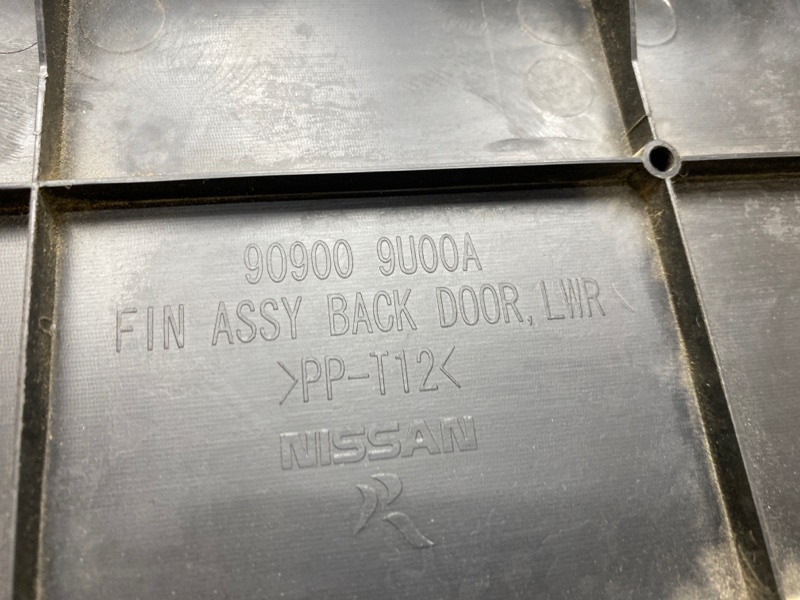 90900 9U00A
FIN ASSY BACK DOOR, LWR
>PP-T12<
NISSAN